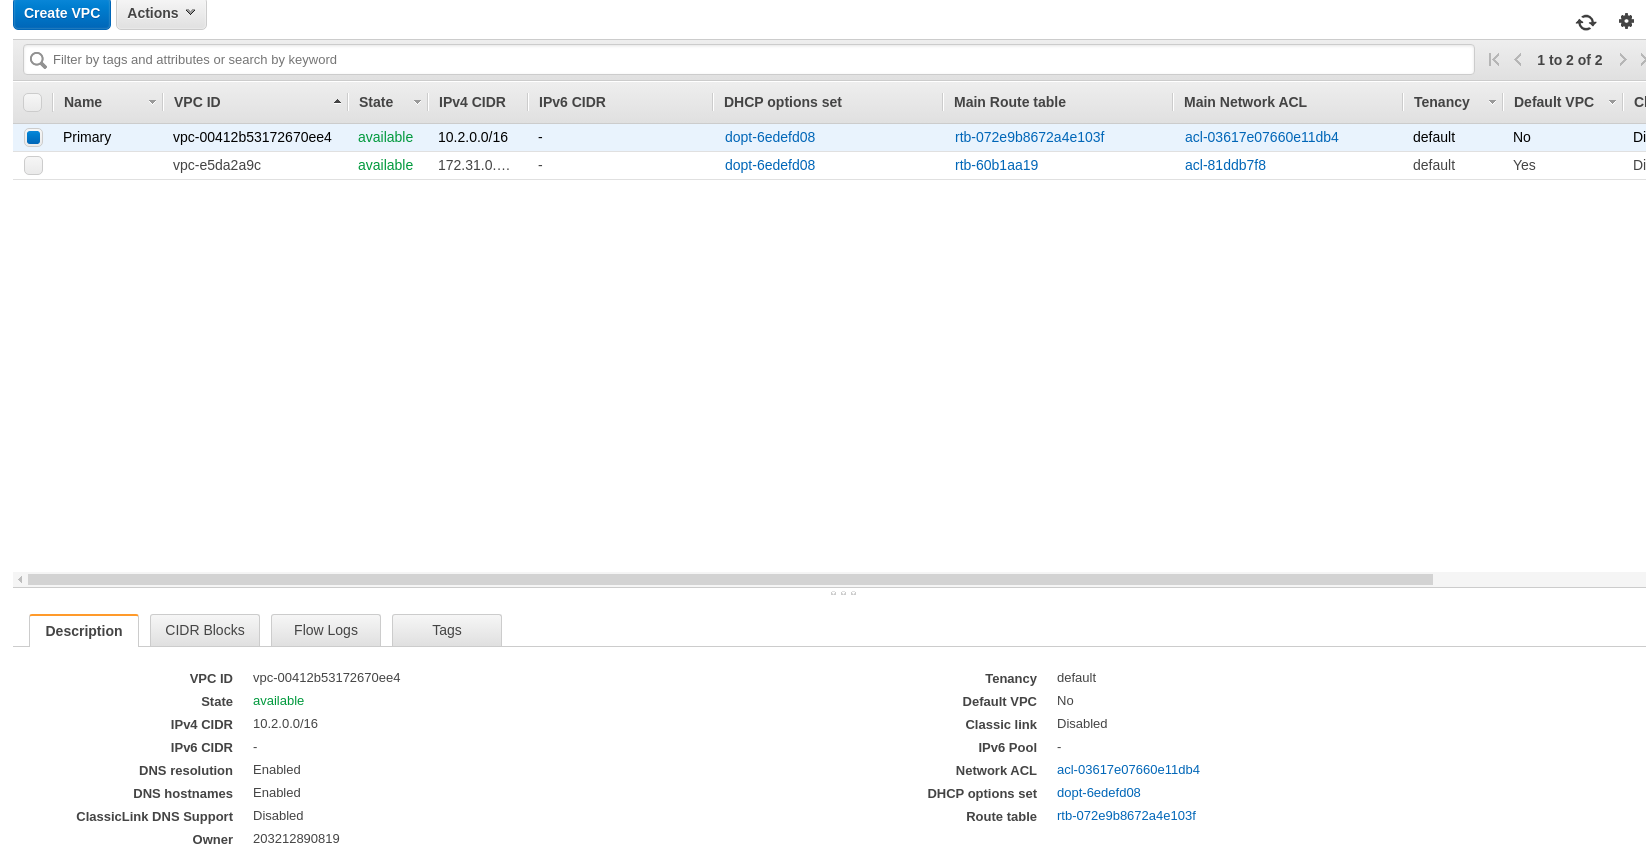 Create VPC Actions
Filter by tags and attributes or search by keyword 1 to 2 of 2
Name VPC ID State IPv4 CIDR IPv6 CIDR DHCP options set Main Route table Main Network ACL Tenancy Default VPC Cl
Primary vpc-00412b53172670ee4 available 10.2.0.0/16 - dopt-6edefd08 rtb-072e9b8672a4e103f acl-03617e07660e11db4 default No Di
vpc-e5da2a9c available 172.31.0.… - dopt-6edefd08 rtb-60b1aa19 acl-81ddb7f8 default Yes Di
Description CIDR Blocks Flow Logs Tags
VPC ID vpc-00412b53172670ee4 Tenancy default
State available Default VPC No
IPv4 CIDR 10.2.0.0/16 Classic link Disabled
IPv6 CIDR - IPv6 Pool -
DNS resolution Enabled Network ACL acl-03617e07660e11db4
DNS hostnames Enabled DHCP options set dopt-6edefd08
ClassicLink DNS Support Disabled Route table rtb-072e9b8672a4e103f
Owner 203212890819